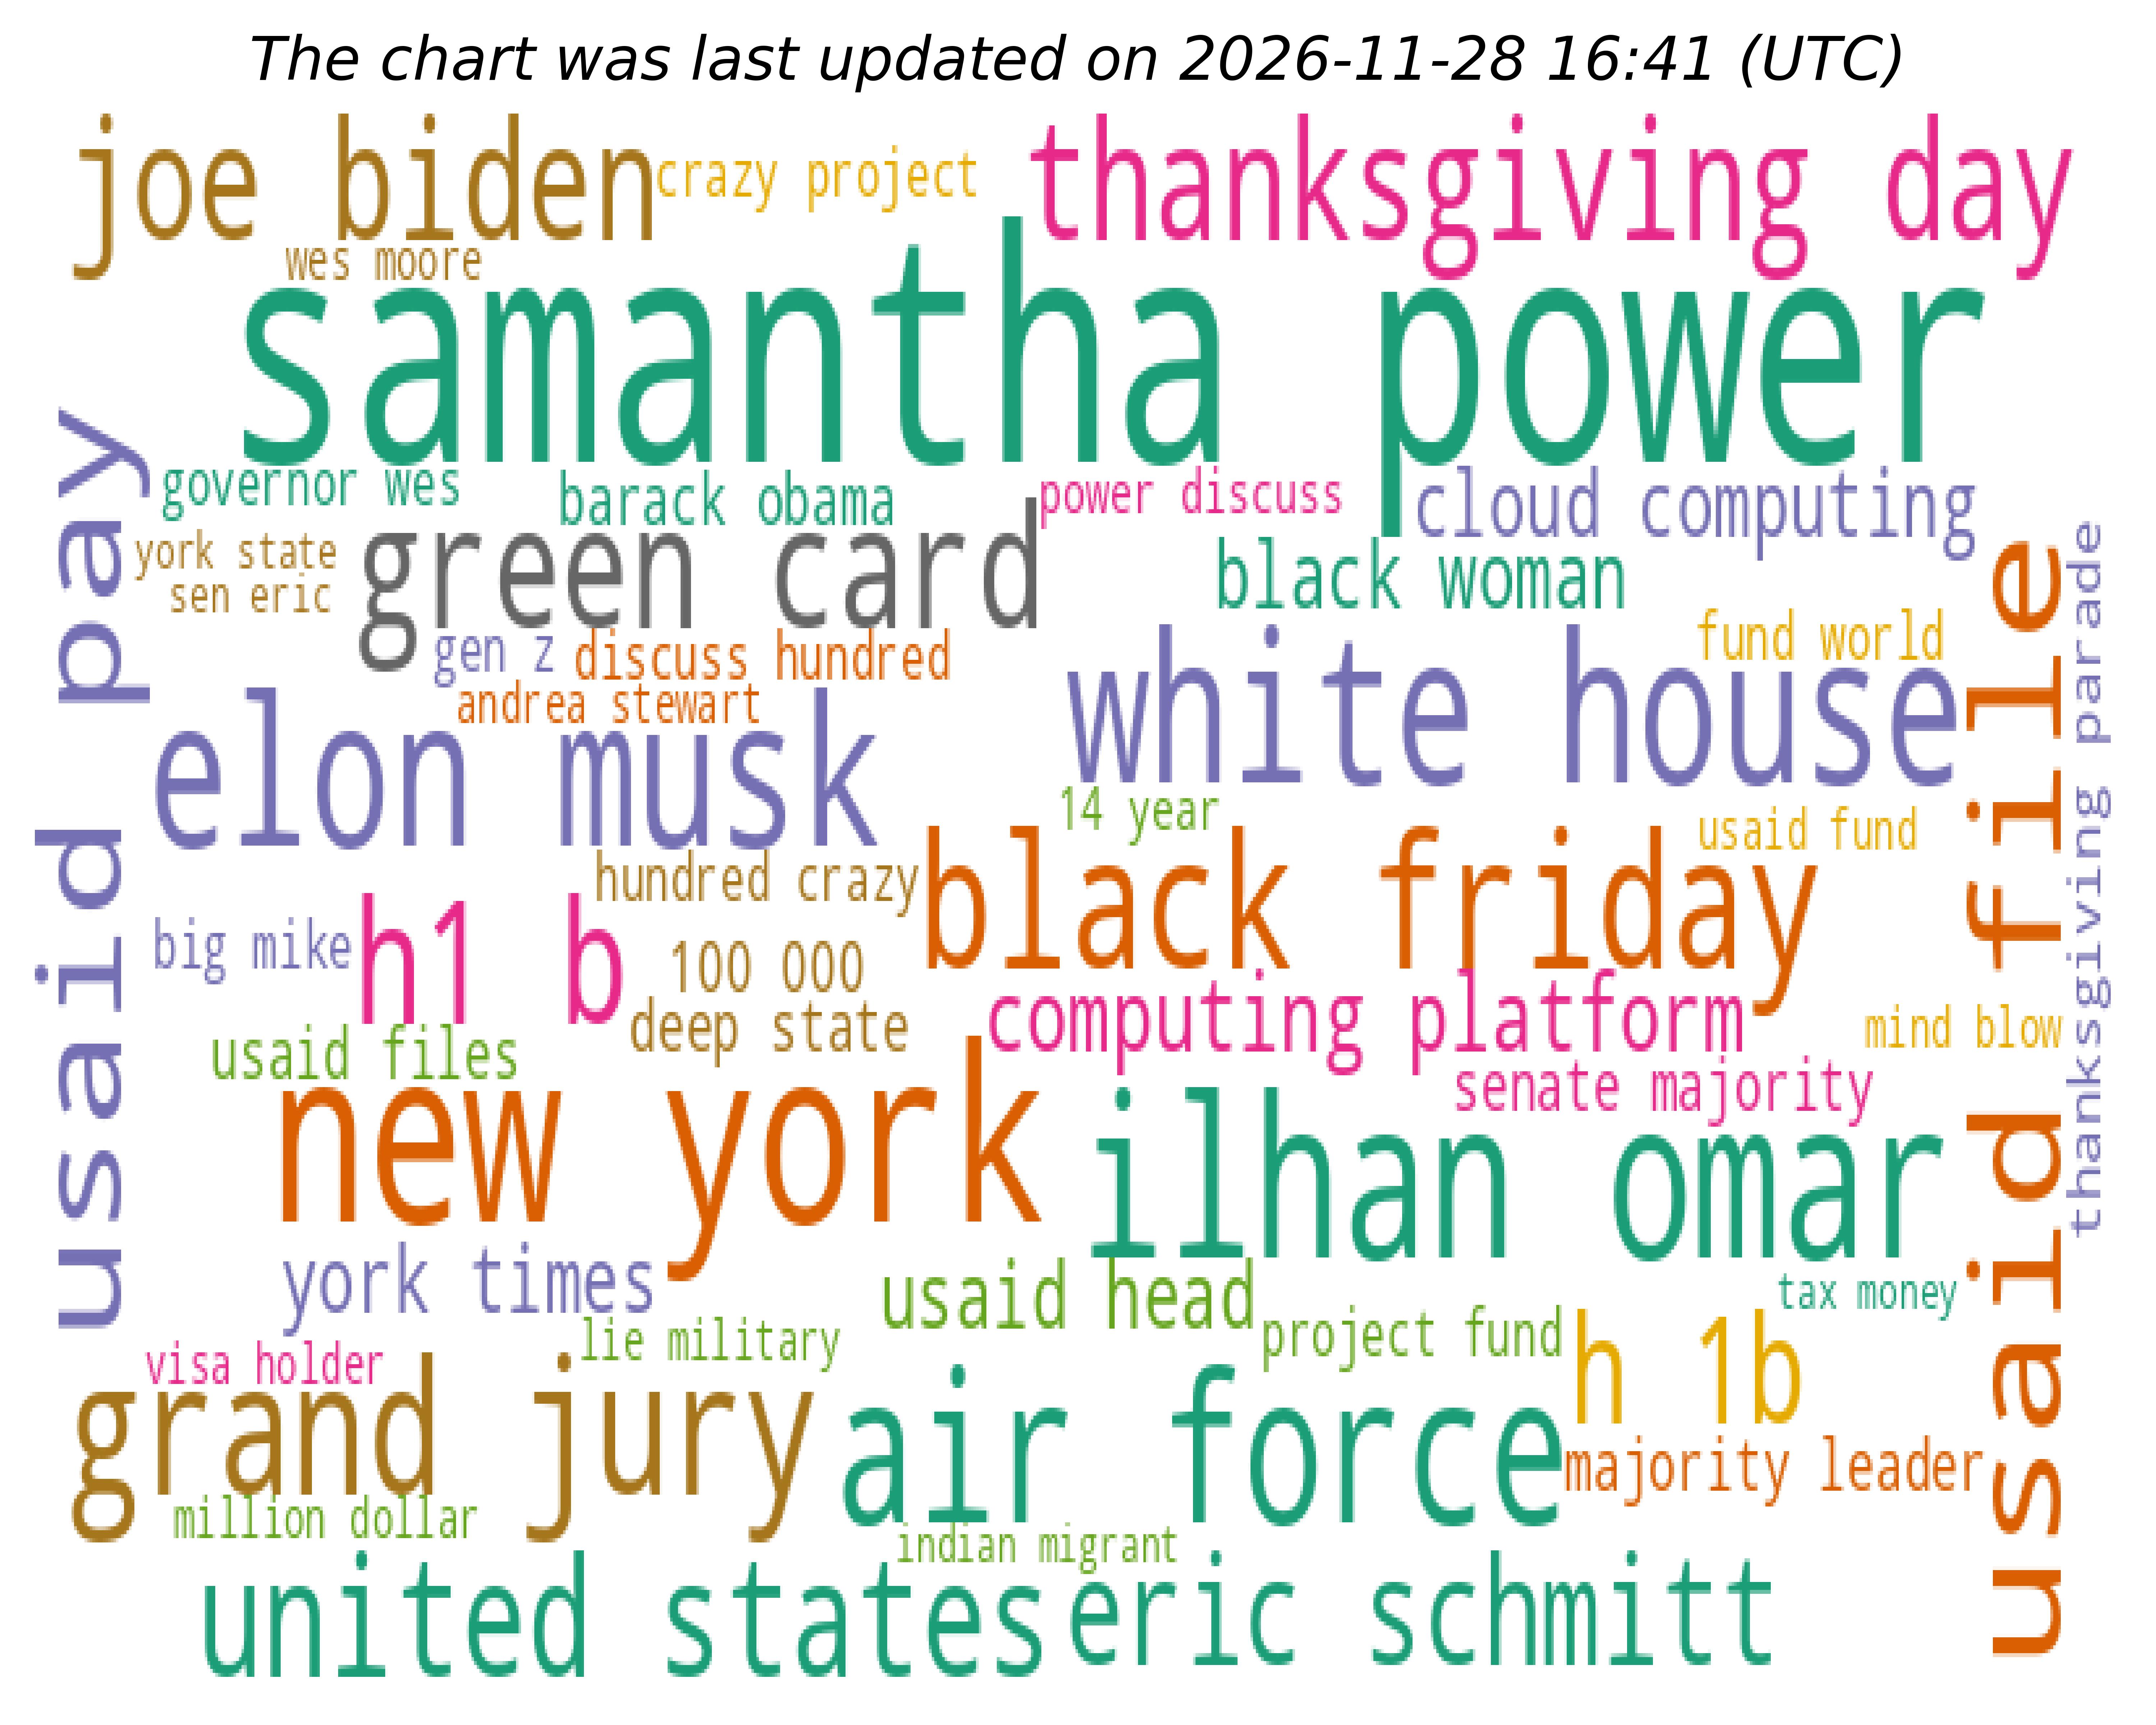 The chart was last updated on 2026-11-28 16:41 (UTC)
joe biden
crazy project
thanksgiving day
wes moore
samantha power
usaid pay
governor wes
barack obama
power discuss
cloud computing
york state
green card
black woman
sen eric
gen z
discuss hundred
fund world
andrea stewart
white house
usaid file
thanksgiving parade
elon musk
14 year
usaid fund
hundred crazy
black friday
big mike
h1 b
100 000
computing platform
deep state
mind blow
usaid files
senate majority
new york
ilhan omar
york times
usaid head
tax money
lie military
project fund
h 1b
visa holder
grand jury
air force
majority leader
million dollar
indian migrant
united states
eric schmitt